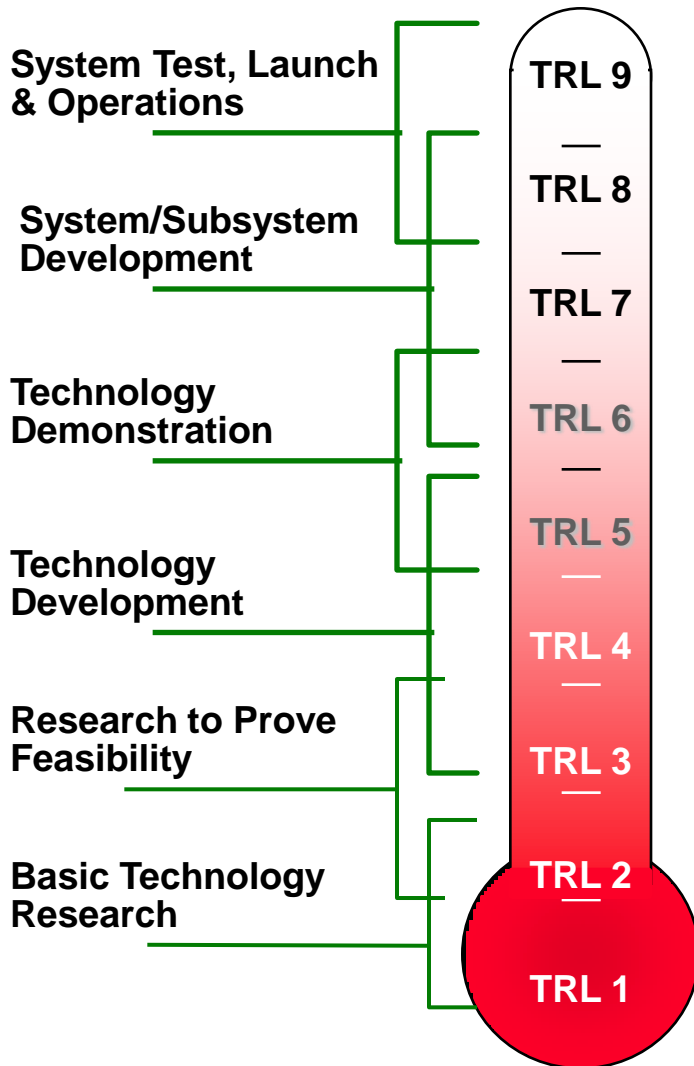 System Test, Launch
& Operations
System/Subsystem
Development
Technology
Demonstration
Technology
Development
Research to Prove
Feasibility
Basic Technology
Research
TRL 9
TRL 8
TRL 7
TRL 6
TRL 5
TRL 4
TRL 3
TRL 2
TRL 1